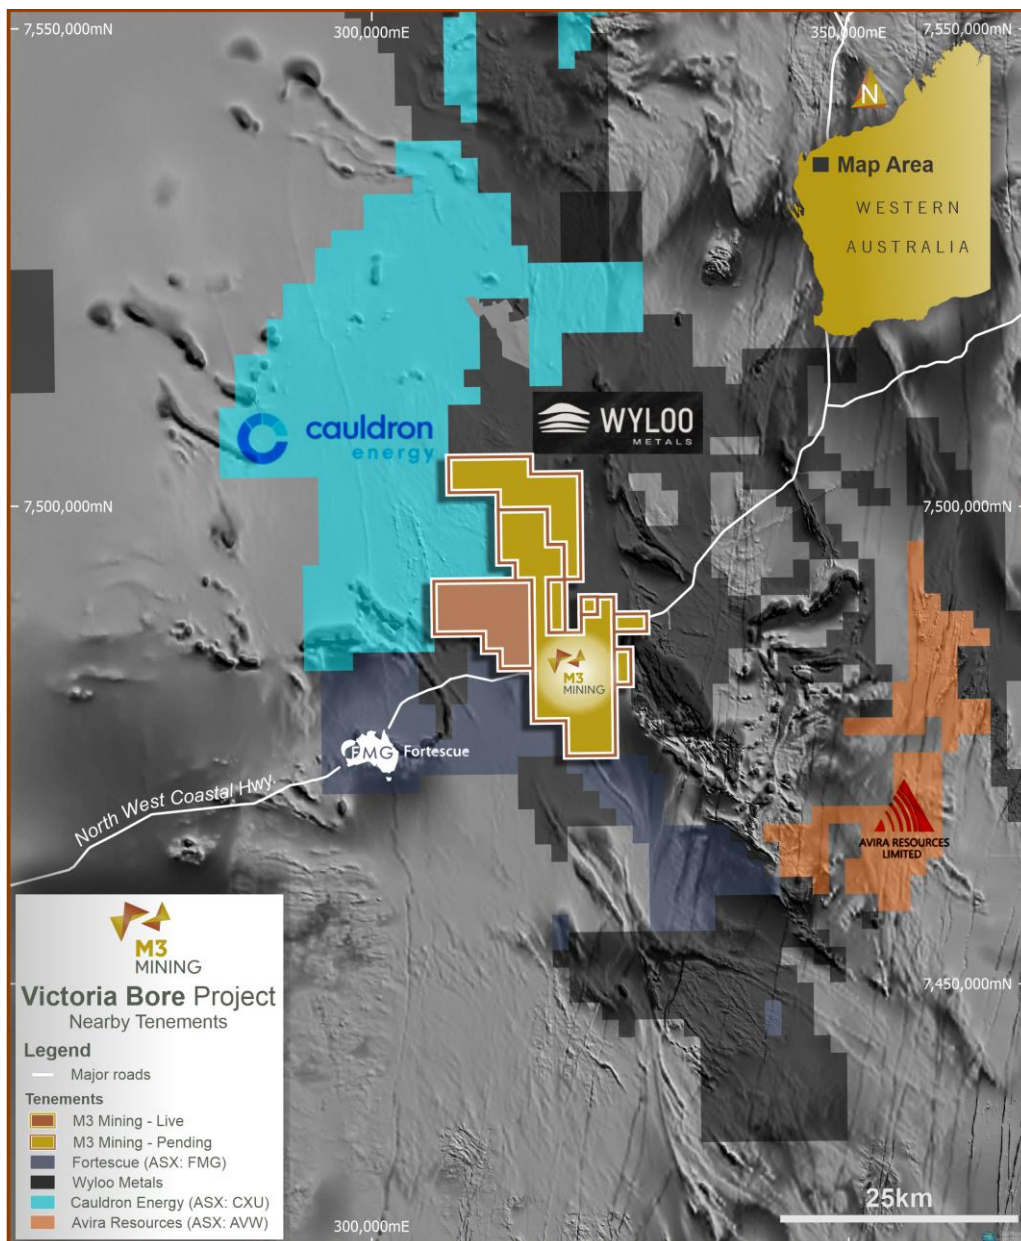 7,550,000mN
300,000mE
350,000mE
7,550,000mN
N
Map Area
WESTERN
AUSTRALIA
cauldron
energy
WYLOO
METALS
7,500,000mN
7,500,000mN
M3
MINING
FMG Fortescue
North West Coastal Hwy.
AVIRA RESOURCES
LIMITED
M3
MINING
Victoria Bore Project
Nearby Tenements
Legend
Major roads
Tenements
M3 Mining - Live
M3 Mining - Pending
Fortescue (ASX: FMG)
Wyloo Metals
Cauldron Energy (ASX: CXU)
Avira Resources (ASX: AVW)
7,450,000mN
300,000mE
25km